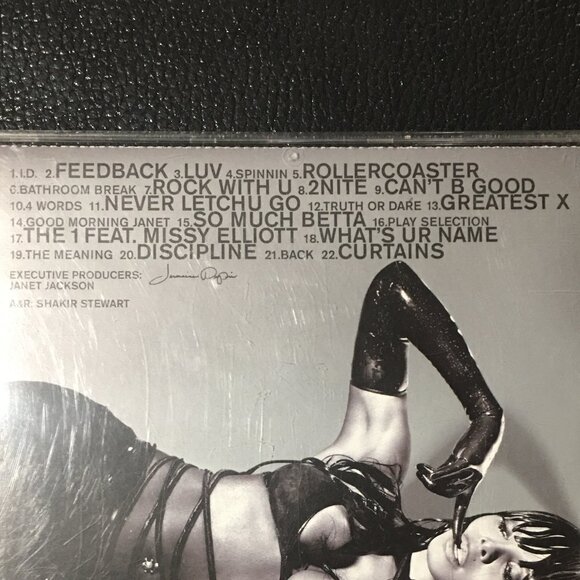 1.I.D. 2.FEEDBACK 3.LUV 4.SPINNIN 5.ROLLERCOASTER
6.BATHROOM BREAK 7.ROCK WITH U 8.2NITE 9.CAN'T B GOOD
10.4 WORDS 11.NEVER LETCHU GO 12.TRUTH OR DARE 13.GREATEST X
14.GOOD MORNING JANET 15.SO MUCH BETTA 16.PLAY SELECTION
17.THE 1 FEAT. MISSY ELLIOTT 18.WHAT'S UR NAME
19.THE MEANING 20.DISCIPLINE 21.BACK 22.CURTAINS
EXECUTIVE PRODUCERS:
JANET JACKSON
A&R: SHAKIR STEWART